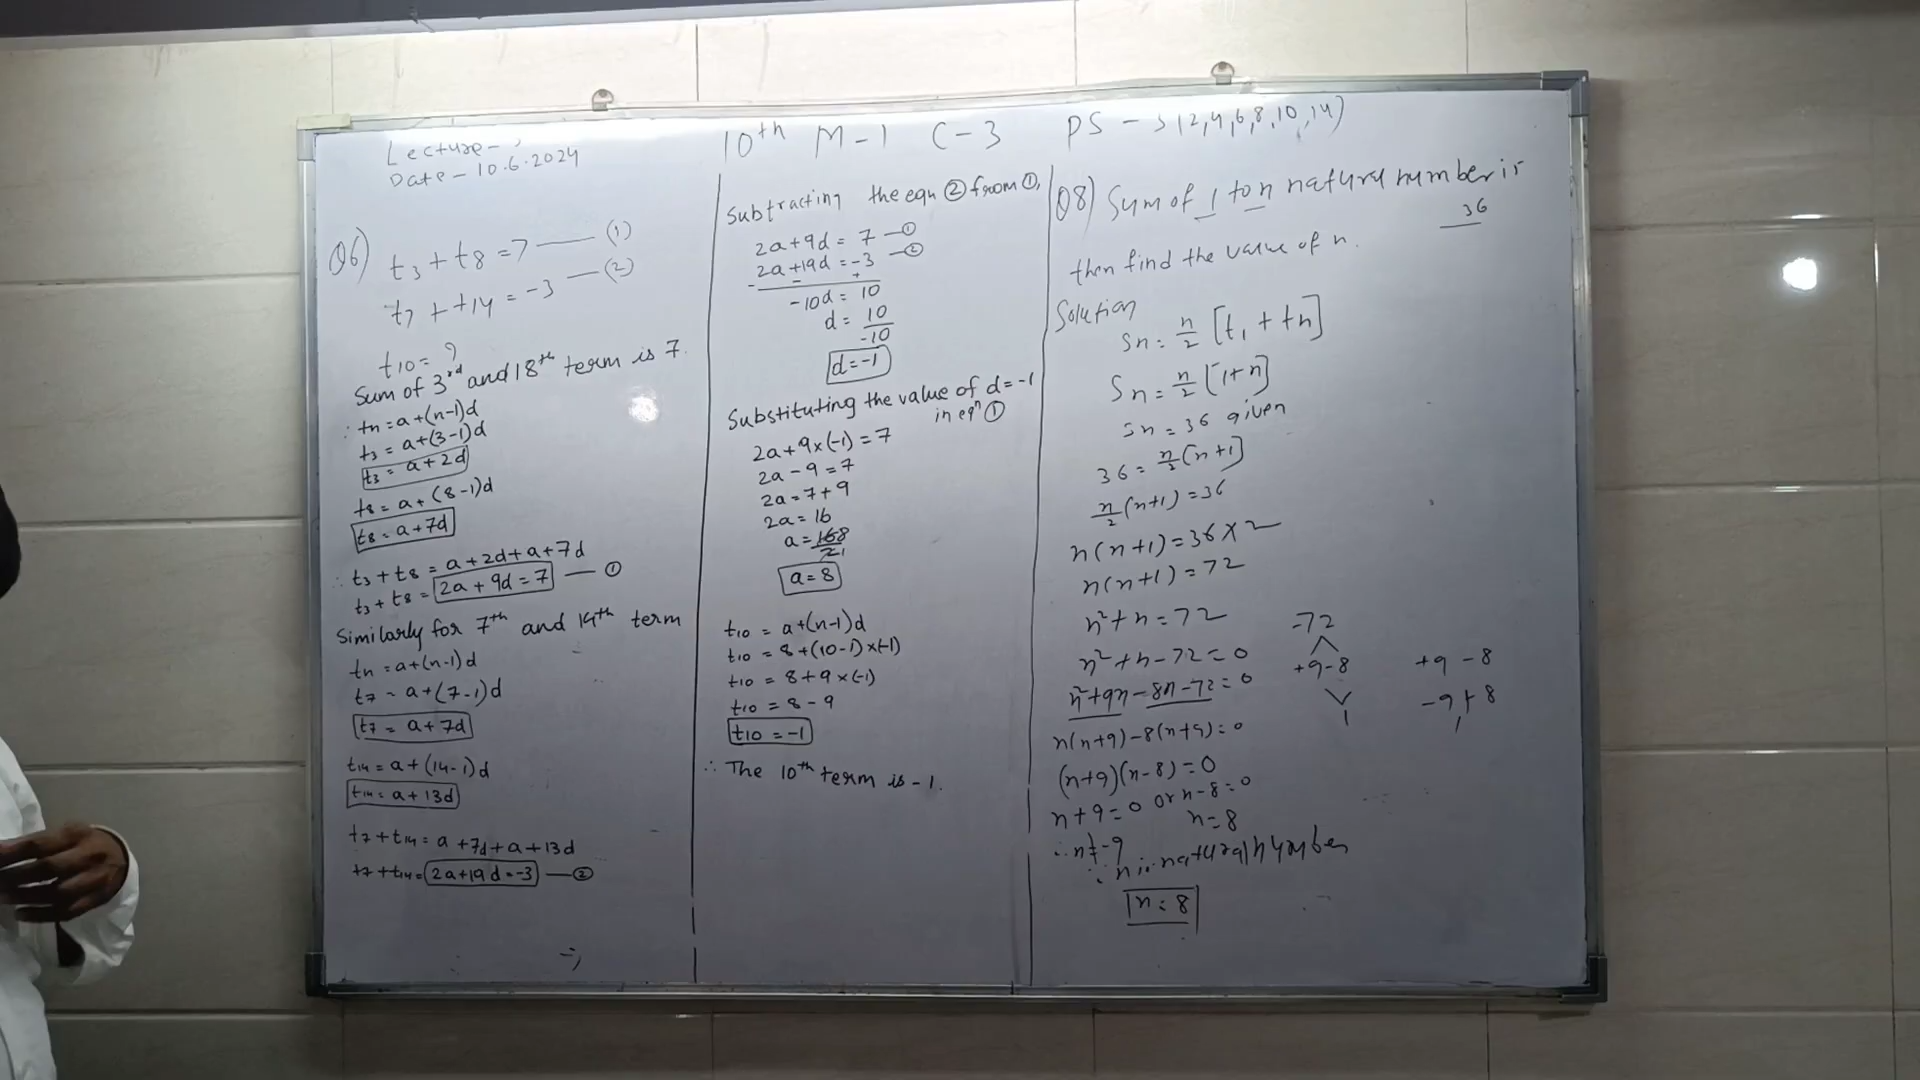 Lecture -
Date - 10.6.2024
10th M-1 C-3 PS - 3 (2,4,6,8,10,14)
Q6) t3 + t8 = 7 —— (1)
t7 + t14 = -3 — (2)
t10 = ?
Sum of 3rd and 18th term is 7.
∴ tn = a+(n-1)d
t3 = a+(3-1)d
t3 = a+2d
t8 = a+(8-1)d
t8 = a+7d
∴ t3 + t8 = a+2d+a+7d
t3 + t8 = 2a + 9d = 7 — ①
Similarly for 7th and 14th term
tn = a+(n-1)d
t7 = a+(7-1)d
t7 = a+7d
t14 = a+(14-1)d
t14 = a+13d
t7+t14 = a+7d+a+13d
t7+t14 = 2a+19d=-3 — ②
Subtracting the eqn ② from ①,
2a+9d = 7 — ①
2a+19d = -3 — ②
- - +
-10d = 10
d = 10
-10
d = -1
Substituting the value of d = -1
in eqn ①
2a+9×(-1)=7
2a-9=7
2a=7+9
2a=16
a=168
21
a=8
t10 = a+(n-1)d
t10 = 8+(10-1)×(-1)
t10 = 8+9×(-1)
t10 = 8-9
t10 = -1
∴ The 10th term is -1.
Q8) Sum of 1 to n natural number is
36
then find the value of n.
Solution
Sn = n/2 [t1 + tn]
Sn = n/2 [1+n]
Sn = 36 given
36 = n/2 (n+1)
n/2 (n+1) = 36
n(n+1) = 36 × 2
n(n+1) = 72
n²+n = 72
n²+n-72=0
n²+9n-8n-72=0
n(n+9)-8(n+9)=0
(n+9)(n-8)=0
n+9=0 or n-8=0
n=8
∴ n≠-9
∵ n is natural number
n = 8
-72
+9-8
1
+9 -8
-9+8